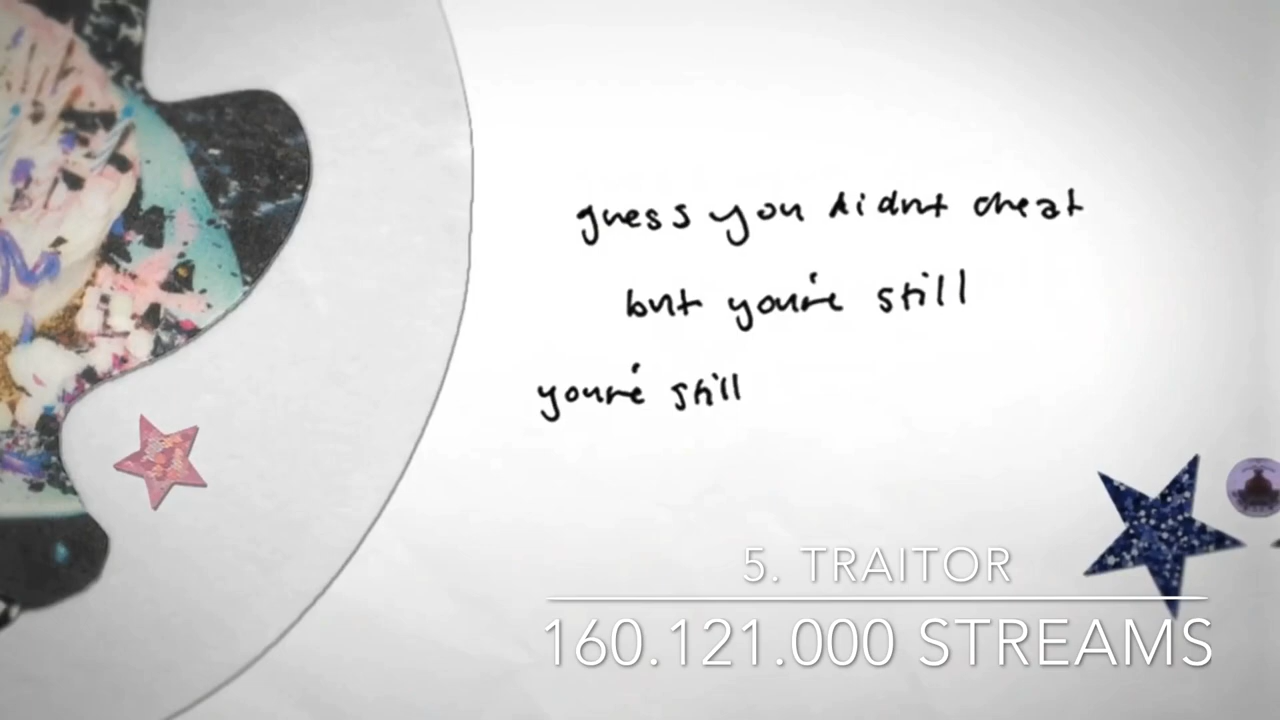 guess you didnt cheat
but you're still
you're still
5. TRAITOR
160.121.000 STREAMS